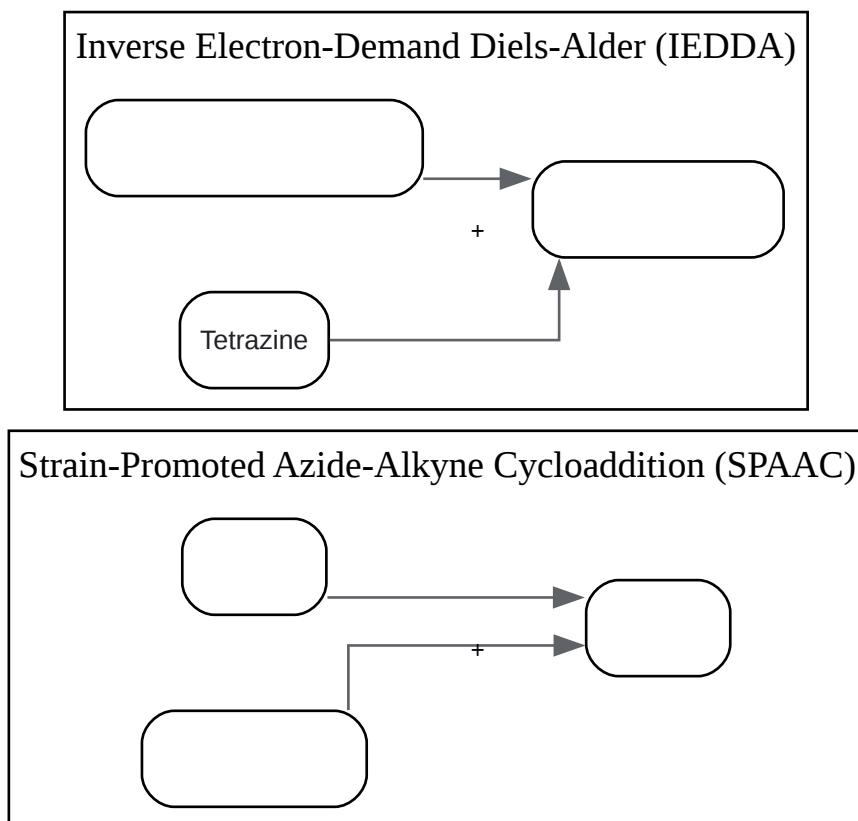 Inverse Electron-Demand Diels-Alder (IEDDA)
+
Tetrazine
Strain-Promoted Azide-Alkyne Cycloaddition (SPAAC)
+